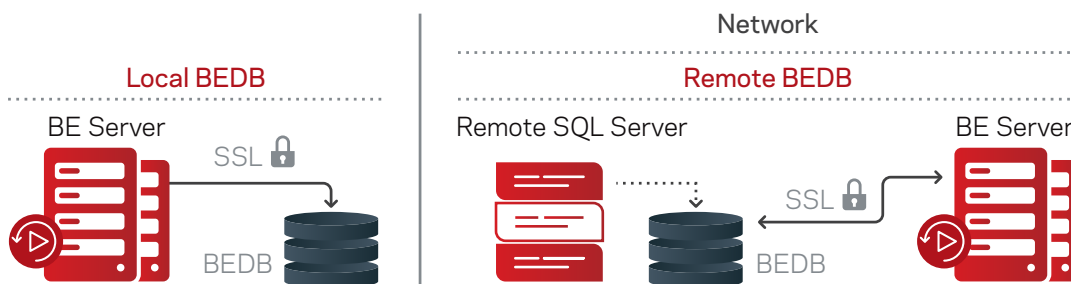 Local BEDB
BE Server
SSL
BEDB
Network
Remote BEDB
Remote SQL Server
BE Server
SSL
BEDB